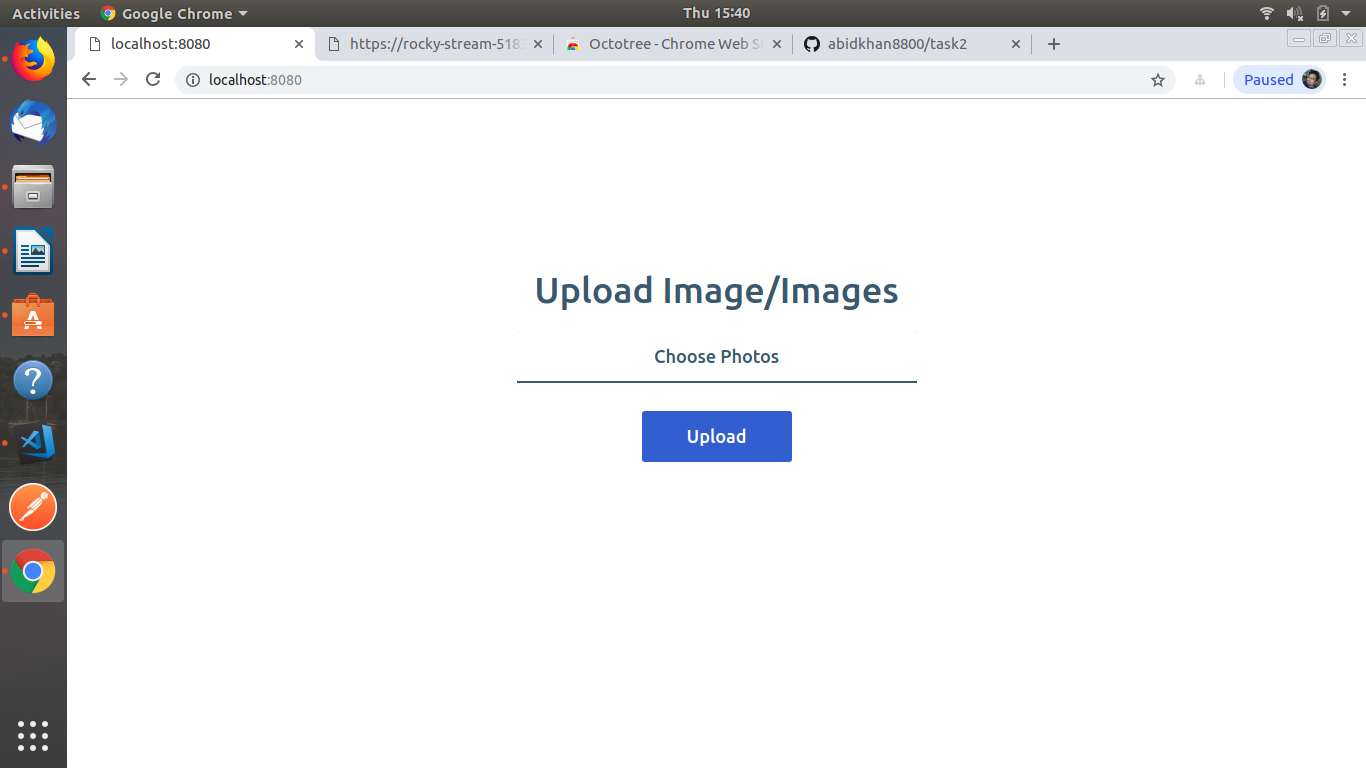 Activities Google Chrome Thu 15:40
localhost:8080 https://rocky-stream-518 Octotree - Chrome Web S abidkhan8800/task2
localhost:8080 Paused
Upload Image/Images
Choose Photos
Upload